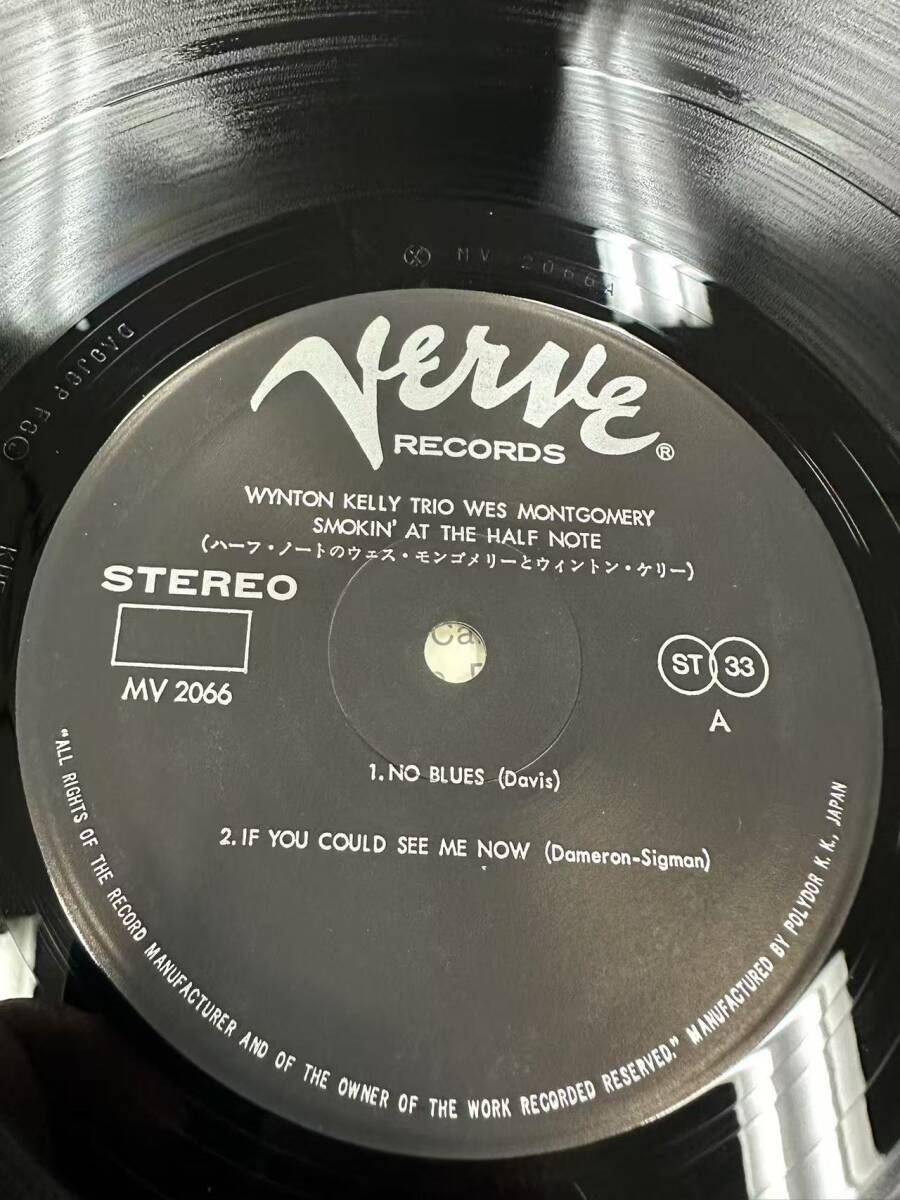 MV 2066A
VERVE
RECORDS ®
WYNTON KELLY TRIO WES MONTGOMERY
SMOKIN' AT THE HALF NOTE
(ハーフ・ノートのウェス・モンゴメリーとウィントン・ケリー)
STEREO
MV 2066
ST 33
A
1. NO BLUES (Davis)
2. IF YOU COULD SEE ME NOW (Dameron-Sigman)
"ALL RIGHTS OF THE RECORD MANUFACTURER AND OF THE OWNER OF THE WORK RECORDED RESERVED." MANUFACTURED BY POLYDOR K. K., JAPAN